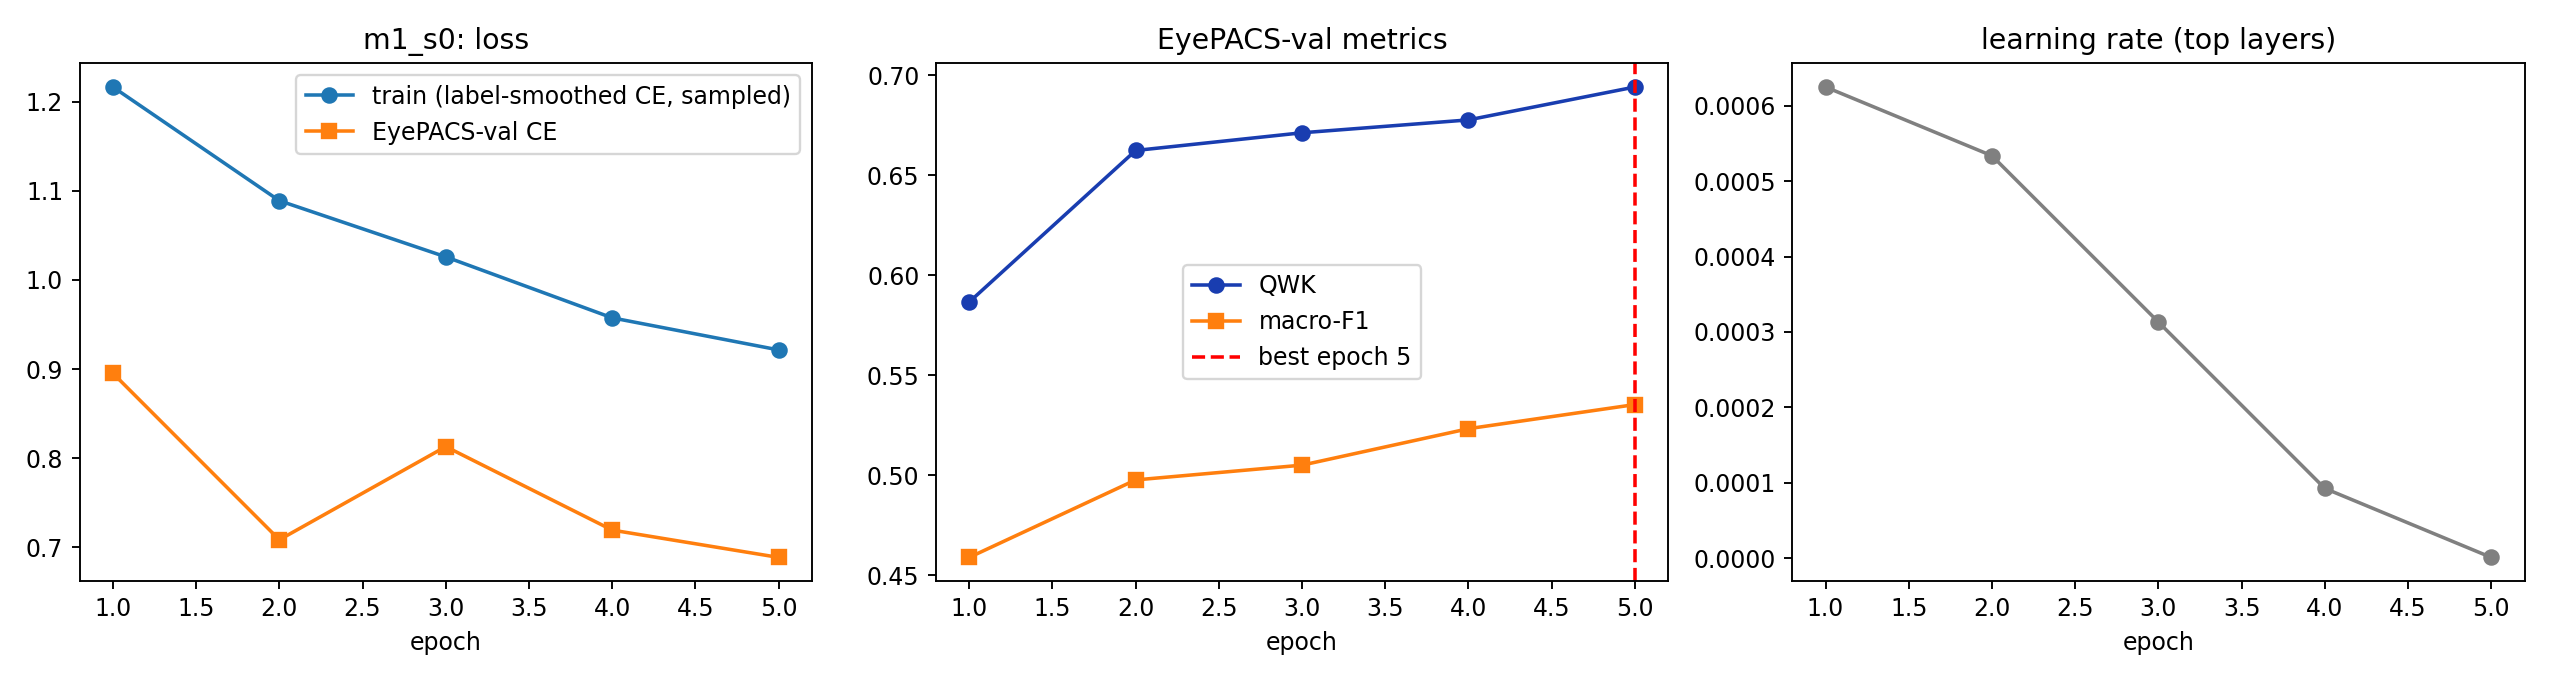 m1_s0: loss
train (label-smoothed CE, sampled)
EyePACS-val CE
1.2
1.1
1.0
0.9
0.8
0.7
1.0 1.5 2.0 2.5 3.0 3.5 4.0 4.5 5.0
epoch
EyePACS-val metrics
0.70
0.65
0.60
0.55
0.50
0.45
QWK
macro-F1
best epoch 5
1.0 1.5 2.0 2.5 3.0 3.5 4.0 4.5 5.0
epoch
learning rate (top layers)
0.0006
0.0005
0.0004
0.0003
0.0002
0.0001
0.0000
1.0 1.5 2.0 2.5 3.0 3.5 4.0 4.5 5.0
epoch